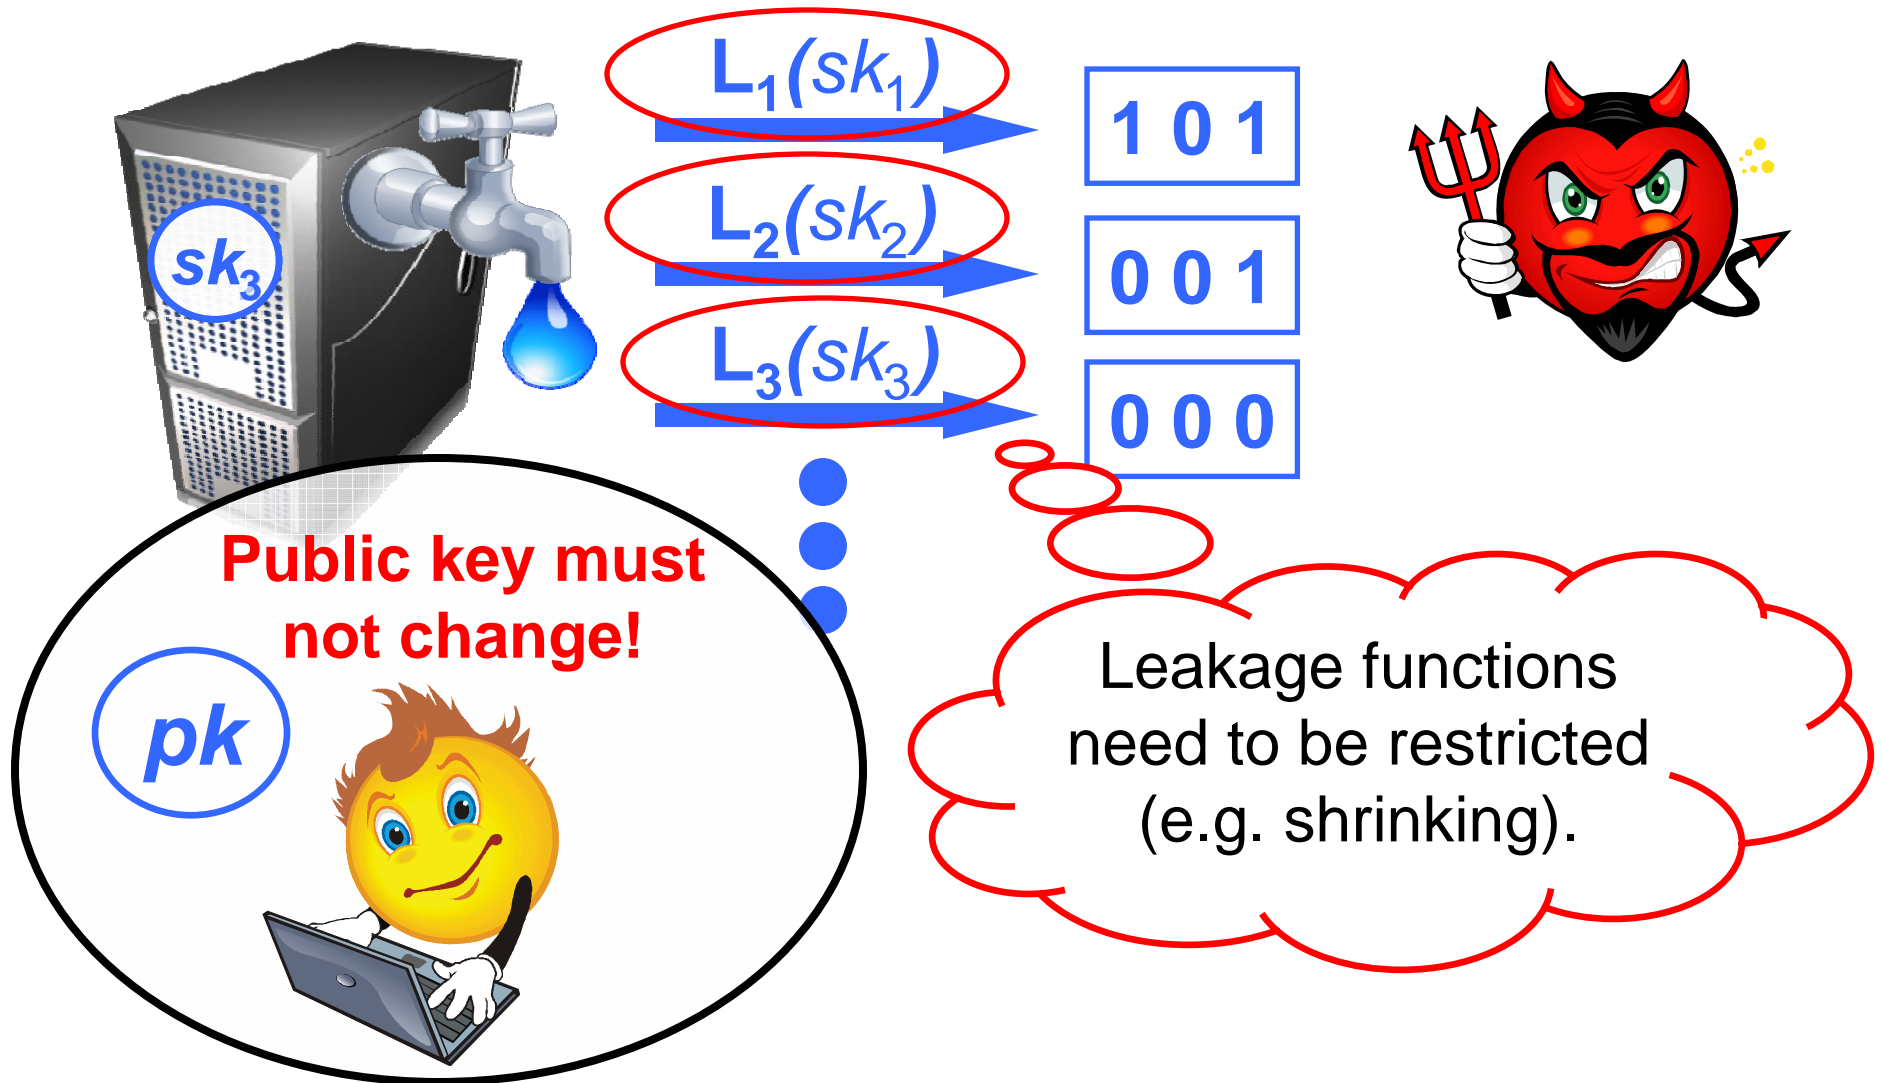 L₁(sk₁)
1 0 1
L₂(sk₂)
0 0 1
sk₃
L₃(sk₃)
0 0 0
Public key must
not change!
pk
Leakage functions
need to be restricted
(e.g. shrinking).